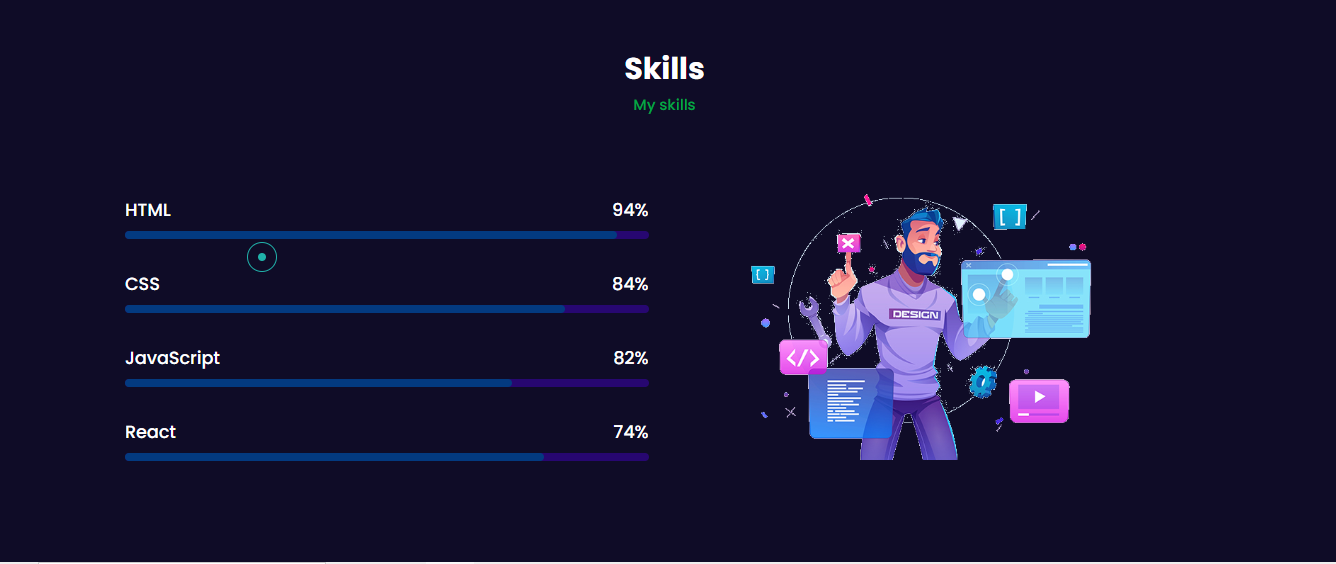 Skills
My skills
HTML 94%
CSS 84%
JavaScript 82%
React 74%
[ ]
[ ]
DESIGN
</>